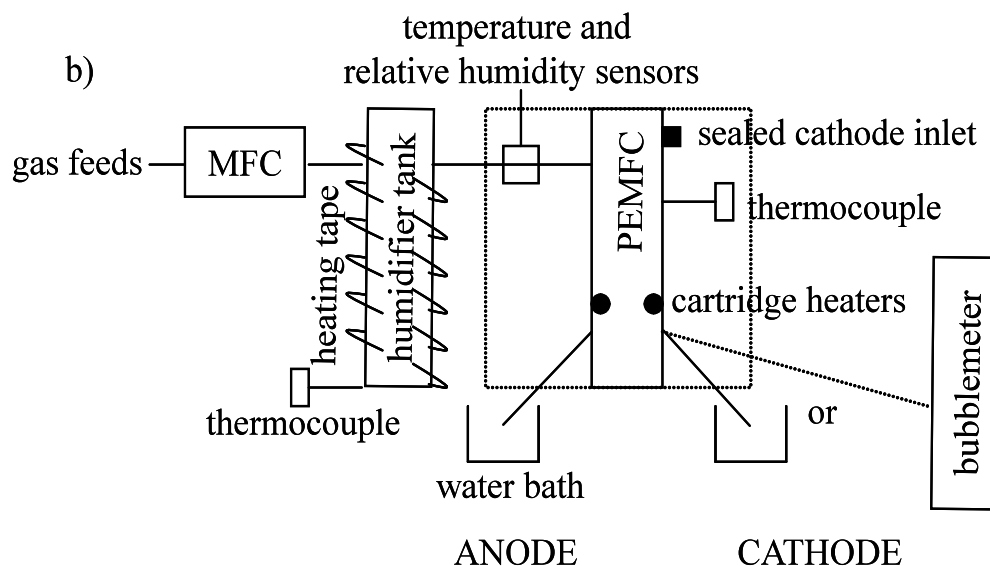 temperature and
b)
relative humidity sensors
gas feeds
MFC
heating tape
humidifier tank
PEMFC
sealed cathode inlet
thermocouple
cartridge heaters
thermocouple
or
bubblemeter
water bath
ANODE
CATHODE